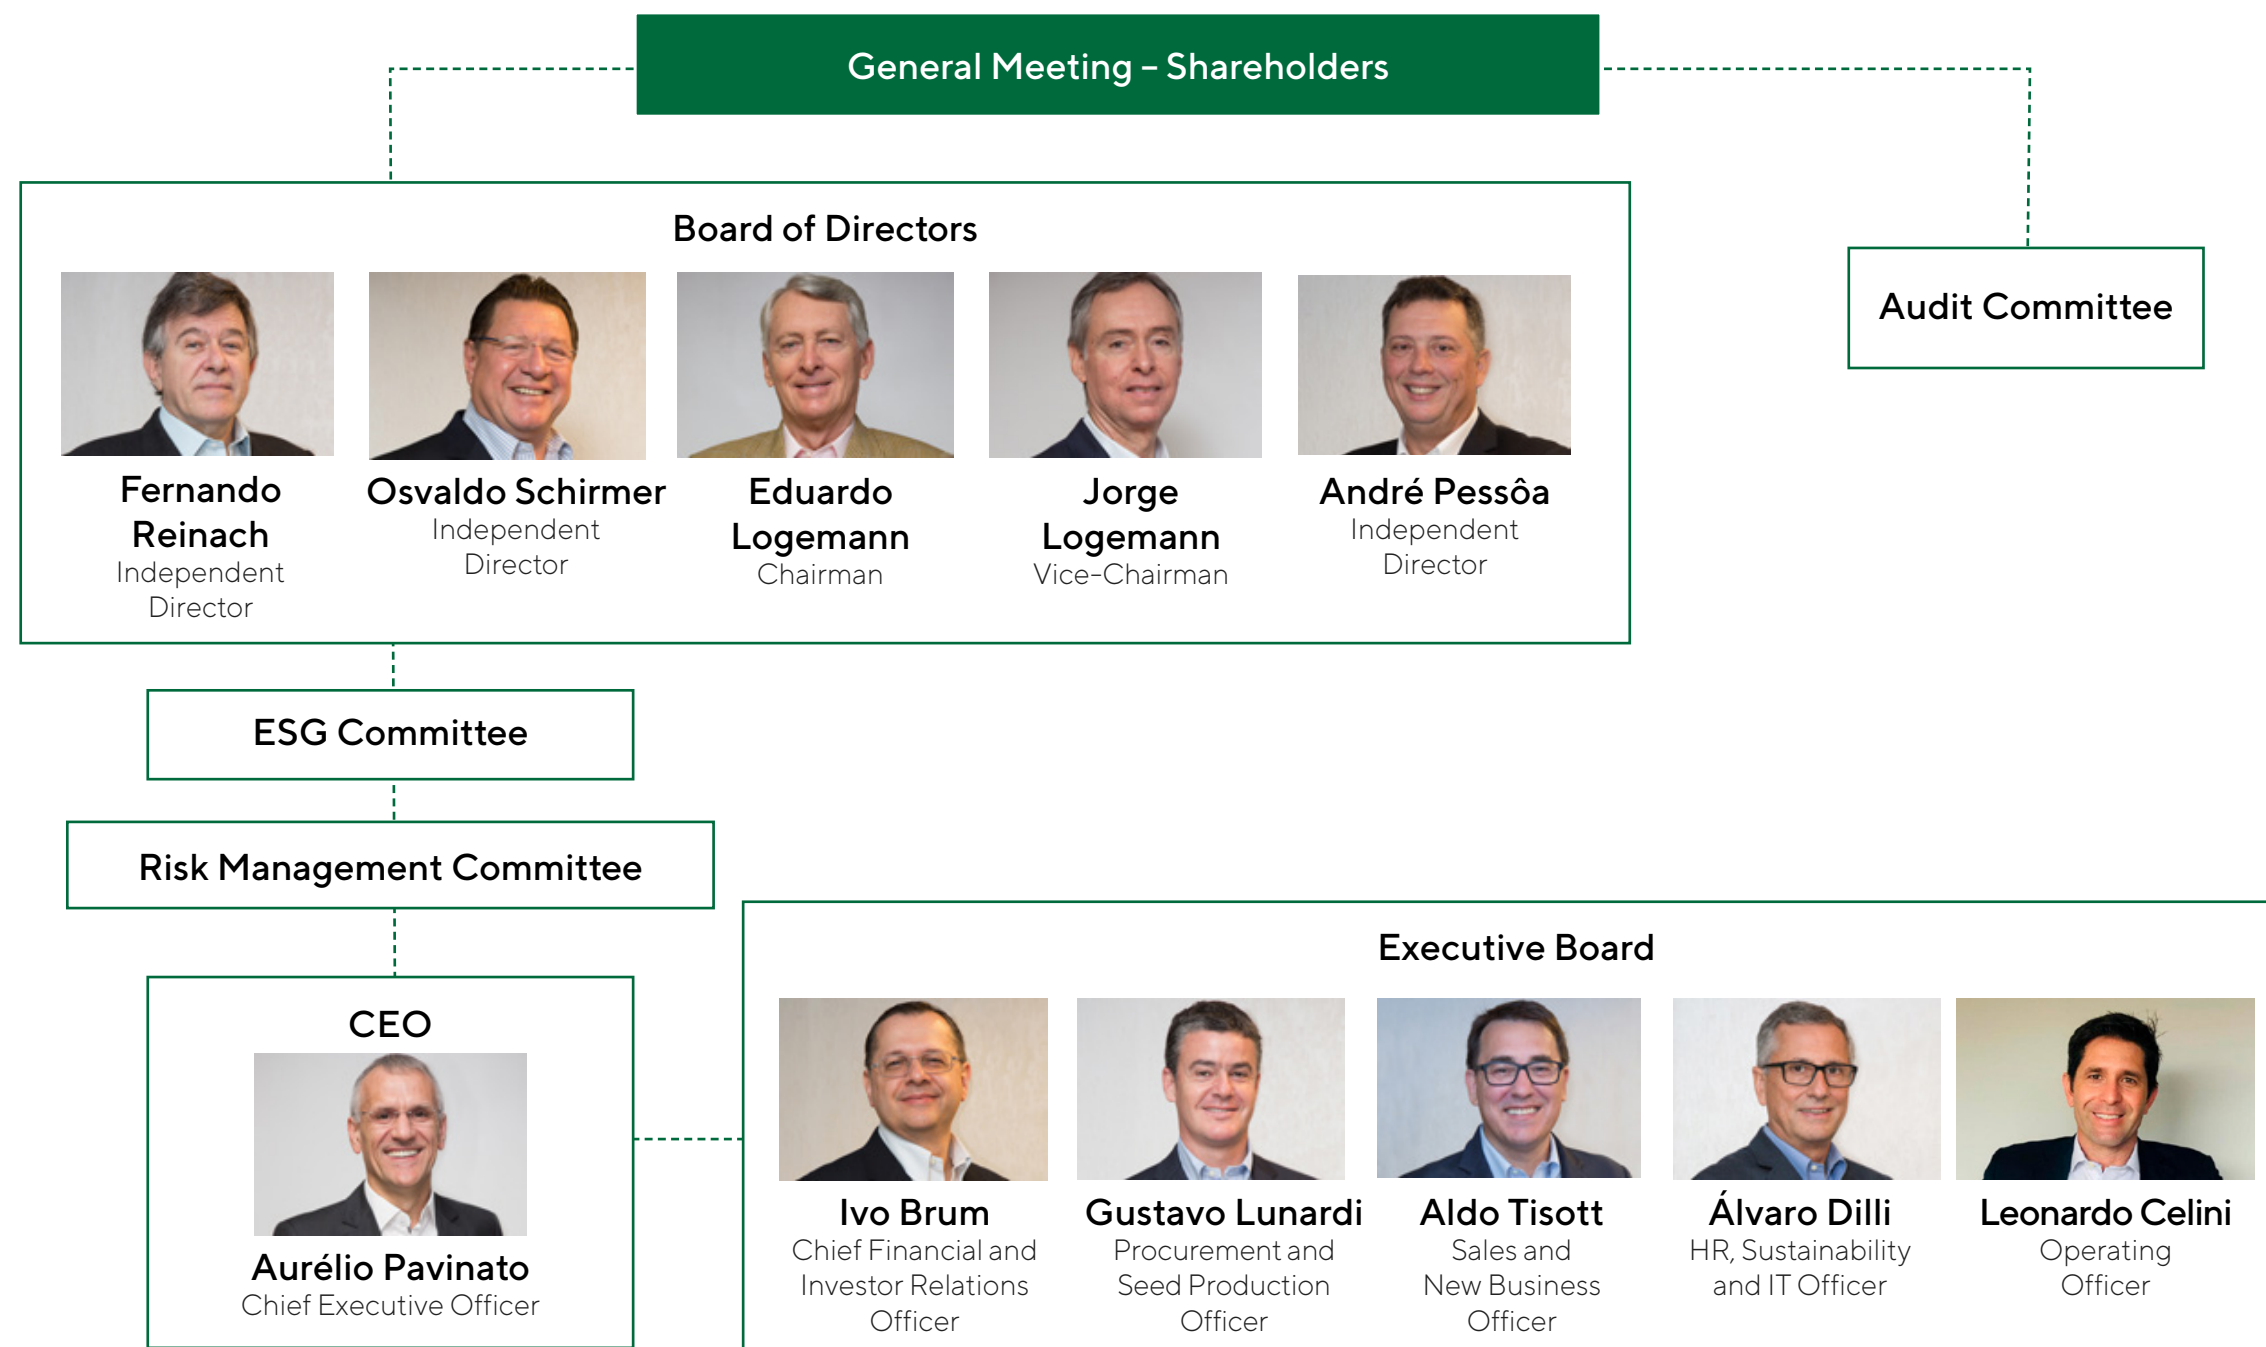 General Meeting – Shareholders
Board of Directors
Fernando
Reinach
Independent
Director
Osvaldo Schirmer
Independent
Director
Eduardo
Logemann
Chairman
Jorge
Logemann
Vice-Chairman
André Pessôa
Independent
Director
Audit Committee
ESG Committee
Risk Management Committee
CEO
Aurélio Pavinato
Chief Executive Officer
Executive Board
Ivo Brum
Chief Financial and
Investor Relations
Officer
Gustavo Lunardi
Procurement and
Seed Production
Officer
Aldo Tisott
Sales and
New Business
Officer
Álvaro Dilli
HR, Sustainability
and IT Officer
Leonardo Celini
Operating
Officer